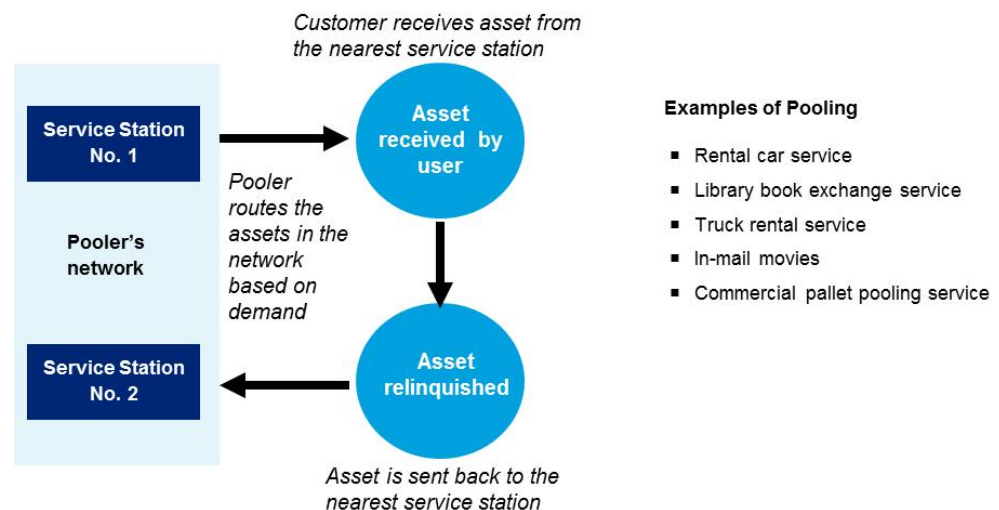 Customer receives asset from
the nearest service station
Service Station
No. 1
Pooler's
network
Service Station
No. 2
Asset
received by
user
Pooler
routes the
assets in the
network
based on
demand
Asset
relinquished
Asset is sent back to the
nearest service station
Examples of Pooling
▪ Rental car service
▪ Library book exchange service
▪ Truck rental service
▪ In-mail movies
▪ Commercial pallet pooling service